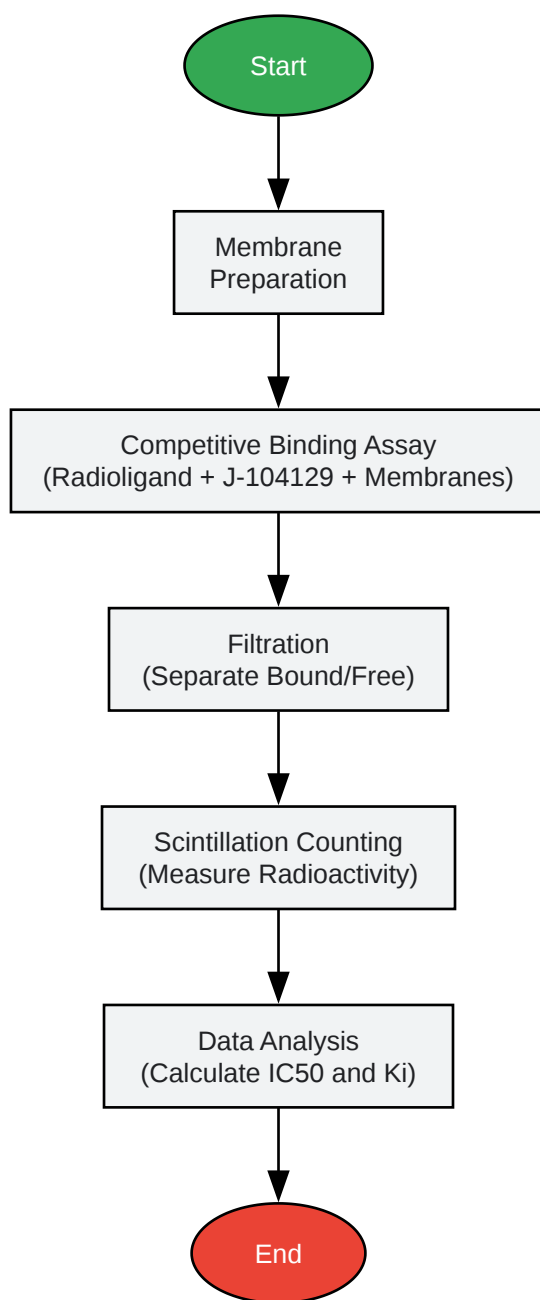 Start
Membrane
Preparation
Competitive Binding Assay
(Radioligand + J-104129 + Membranes)
Filtration
(Separate Bound/Free)
Scintillation Counting
(Measure Radioactivity)
Data Analysis
(Calculate IC50 and Ki)
End